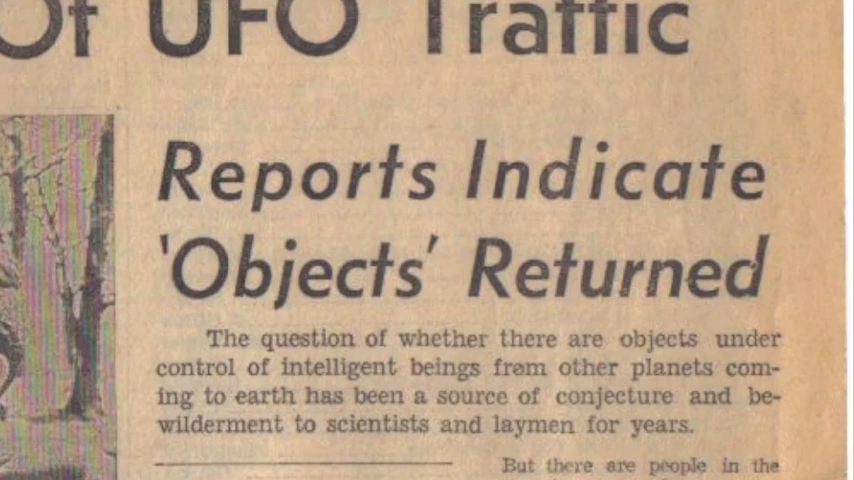 Of UFO Traffic
Reports Indicate
'Objects' Returned
The question of whether there are objects under
control of intelligent beings from other planets com-
ing to earth has been a source of conjecture and be-
wilderment to scientists and laymen for years.
But there are people in the